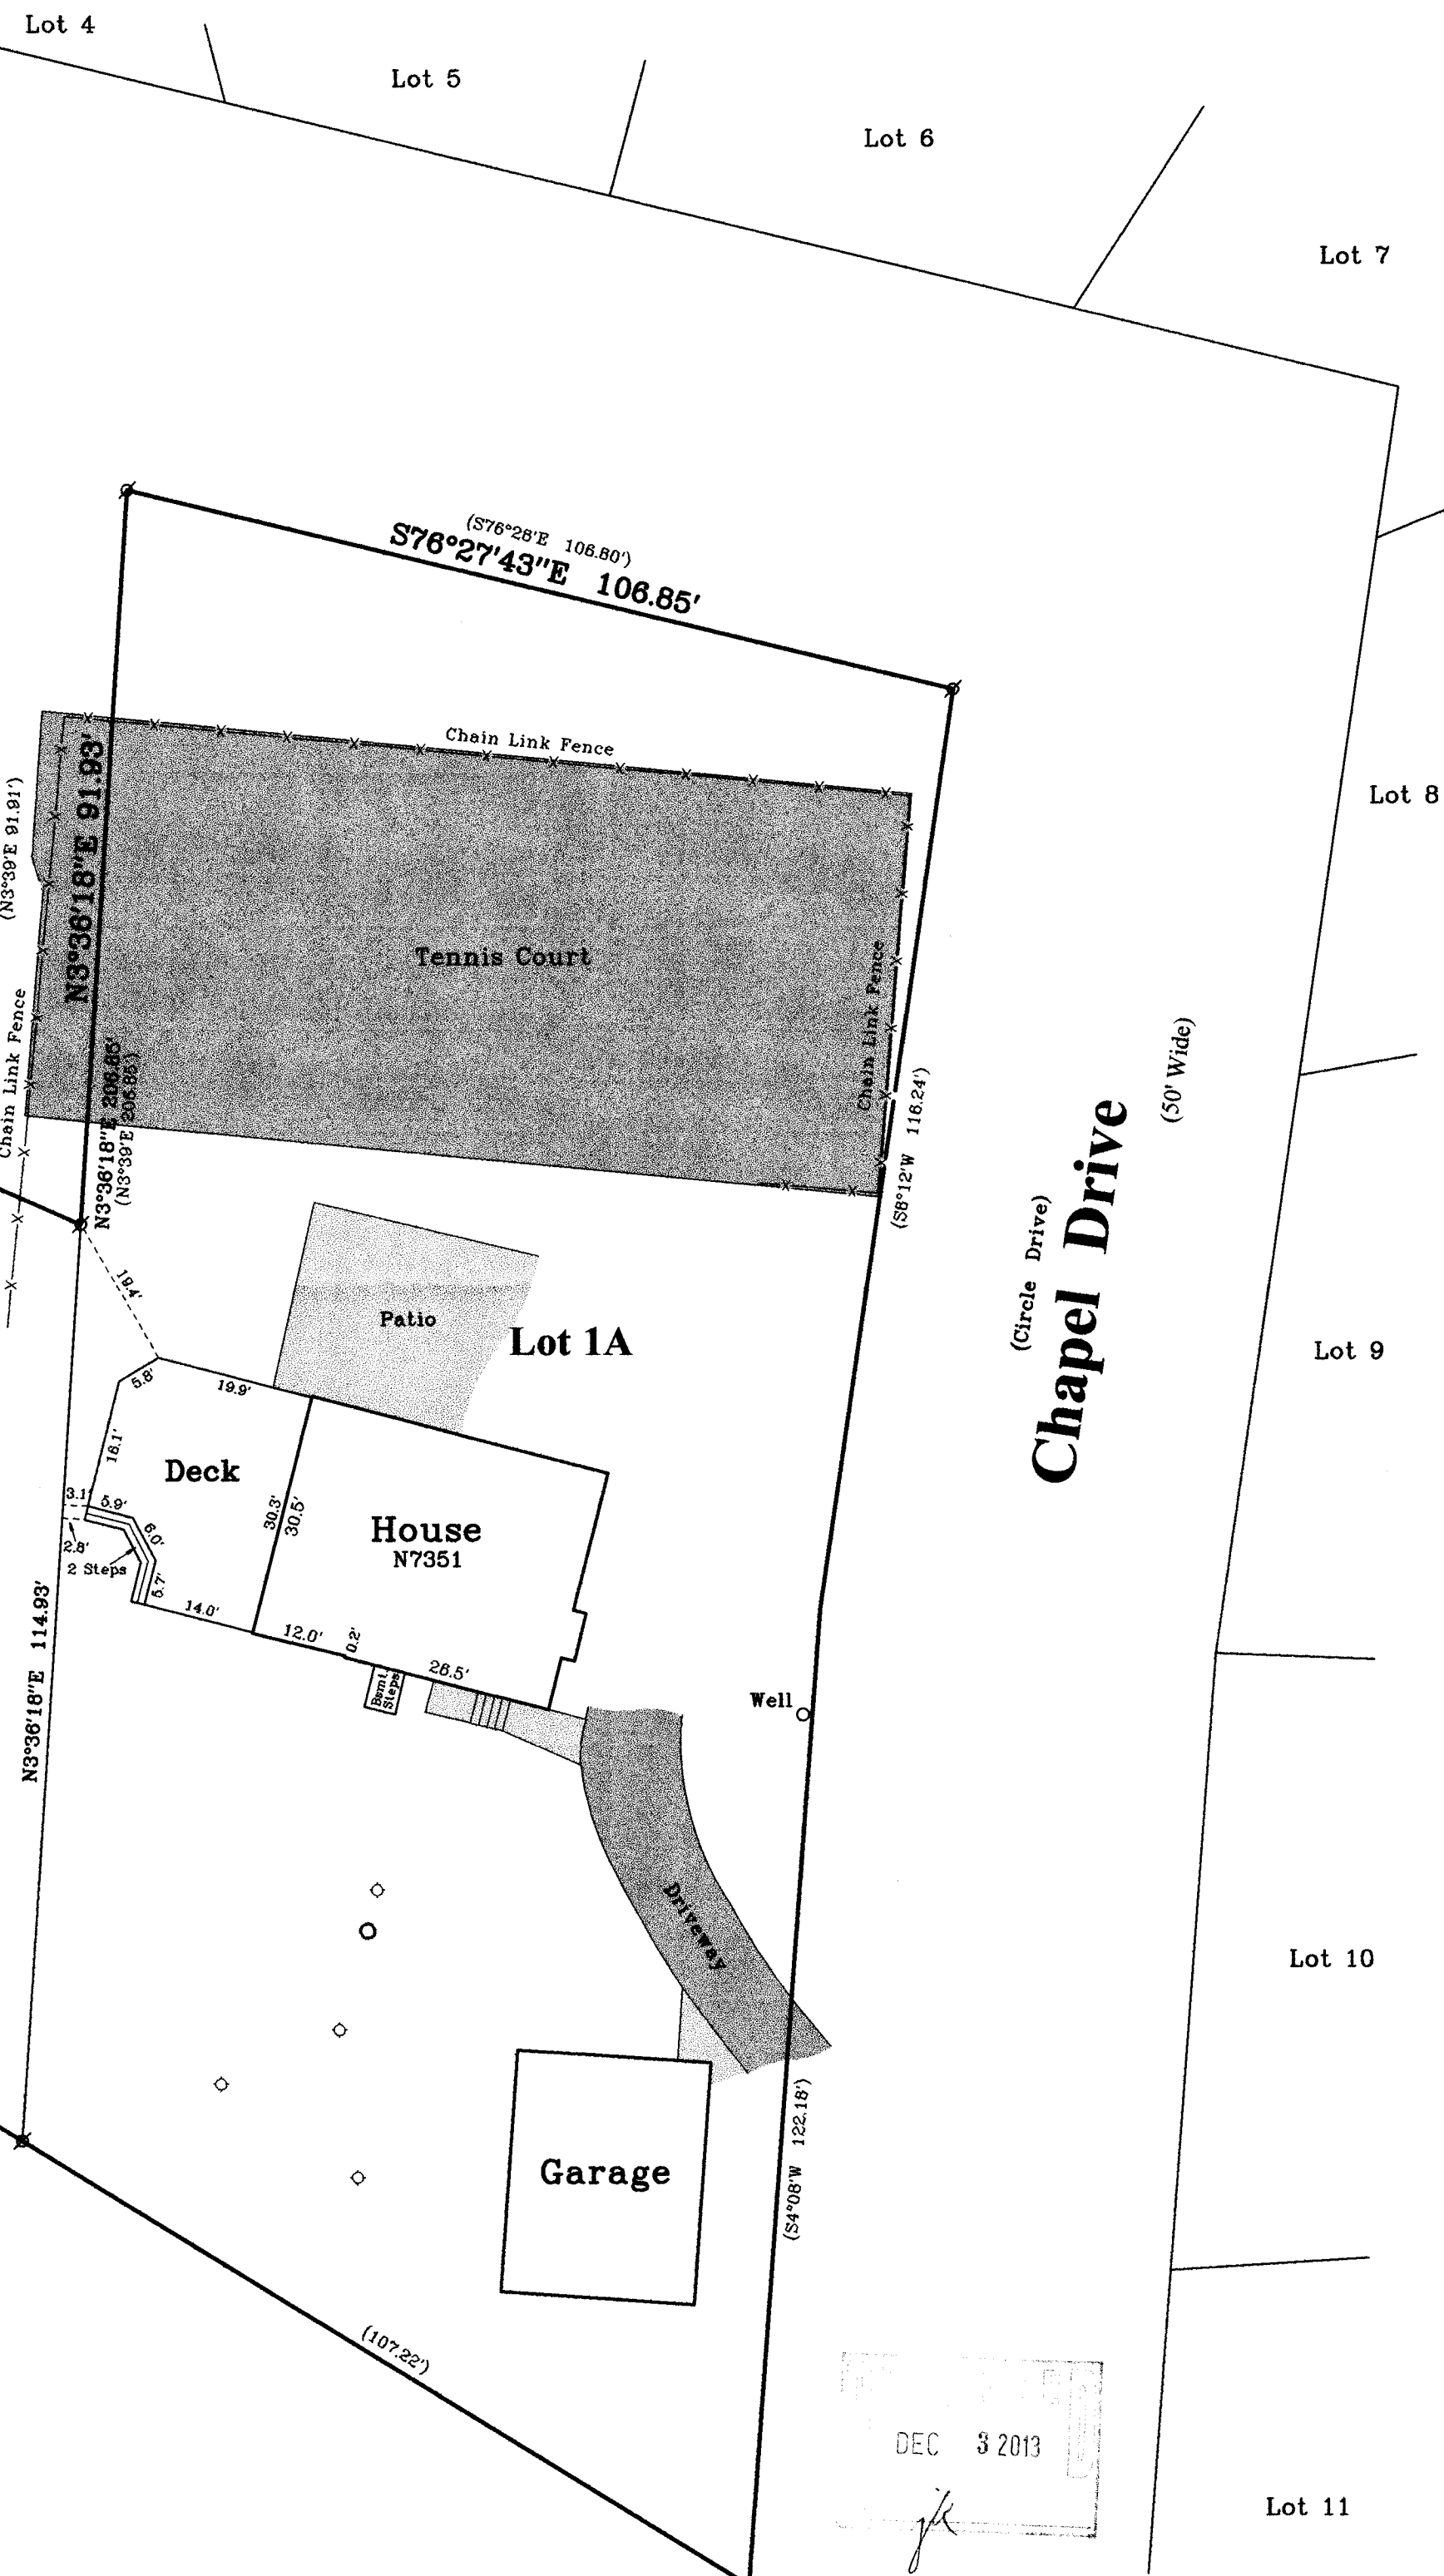 Lot 4
Lot 5
Lot 6
Lot 7
(S76°28'E 106.80')
S76°27'43"E 106.85'
Chain Link Fence
Lot 8
(N3°39'E 91.91')
N3°36'18"E 91.93'
Tennis Court
Chain Link Fence
Chain Link Fence
N3°36'18"E 206.85'
(N3°39'E 206.85')
(S8°12'W 116.24')
(50' Wide)
Chapel Drive
(Circle Drive)
19.4'
Patio
Lot 1A
Lot 9
5.8'
19.9'
16.1'
Deck
3.1'
5.9'
6.0'
30.3'
30.5'
House
N7351
2.8'
2 Steps
5.7'
14.0'
12.0'
0.2'
26.5'
Bsmt.
Steps
N3°36'18"E 114.93'
Well
Driveway
Lot 10
(S4°08'W 122.18')
Garage
(107.22')
DEC 3 2013
jk
Lot 11